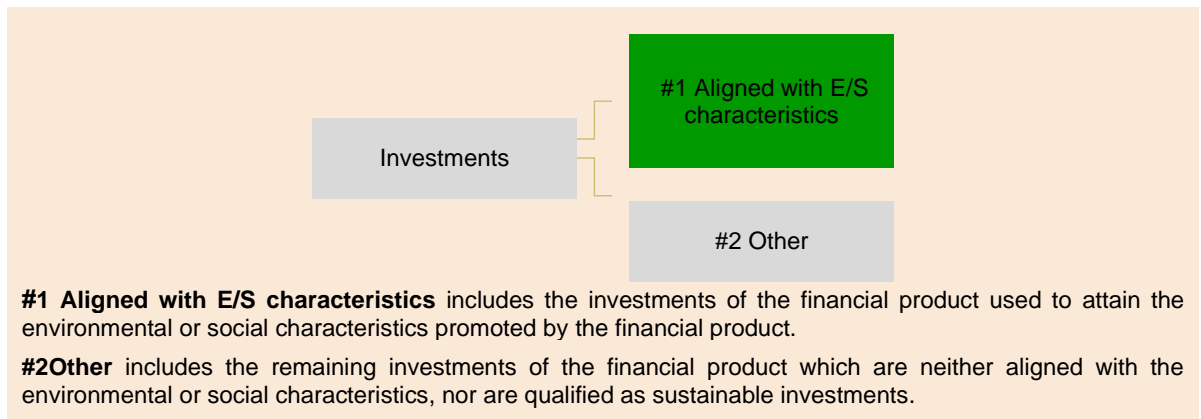 #1 Aligned with E/S
characteristics
Investments
#2 Other
#1 Aligned with E/S characteristics includes the investments of the financial product used to attain the
environmental or social characteristics promoted by the financial product.
#2Other includes the remaining investments of the financial product which are neither aligned with the
environmental or social characteristics, nor are qualified as sustainable investments.